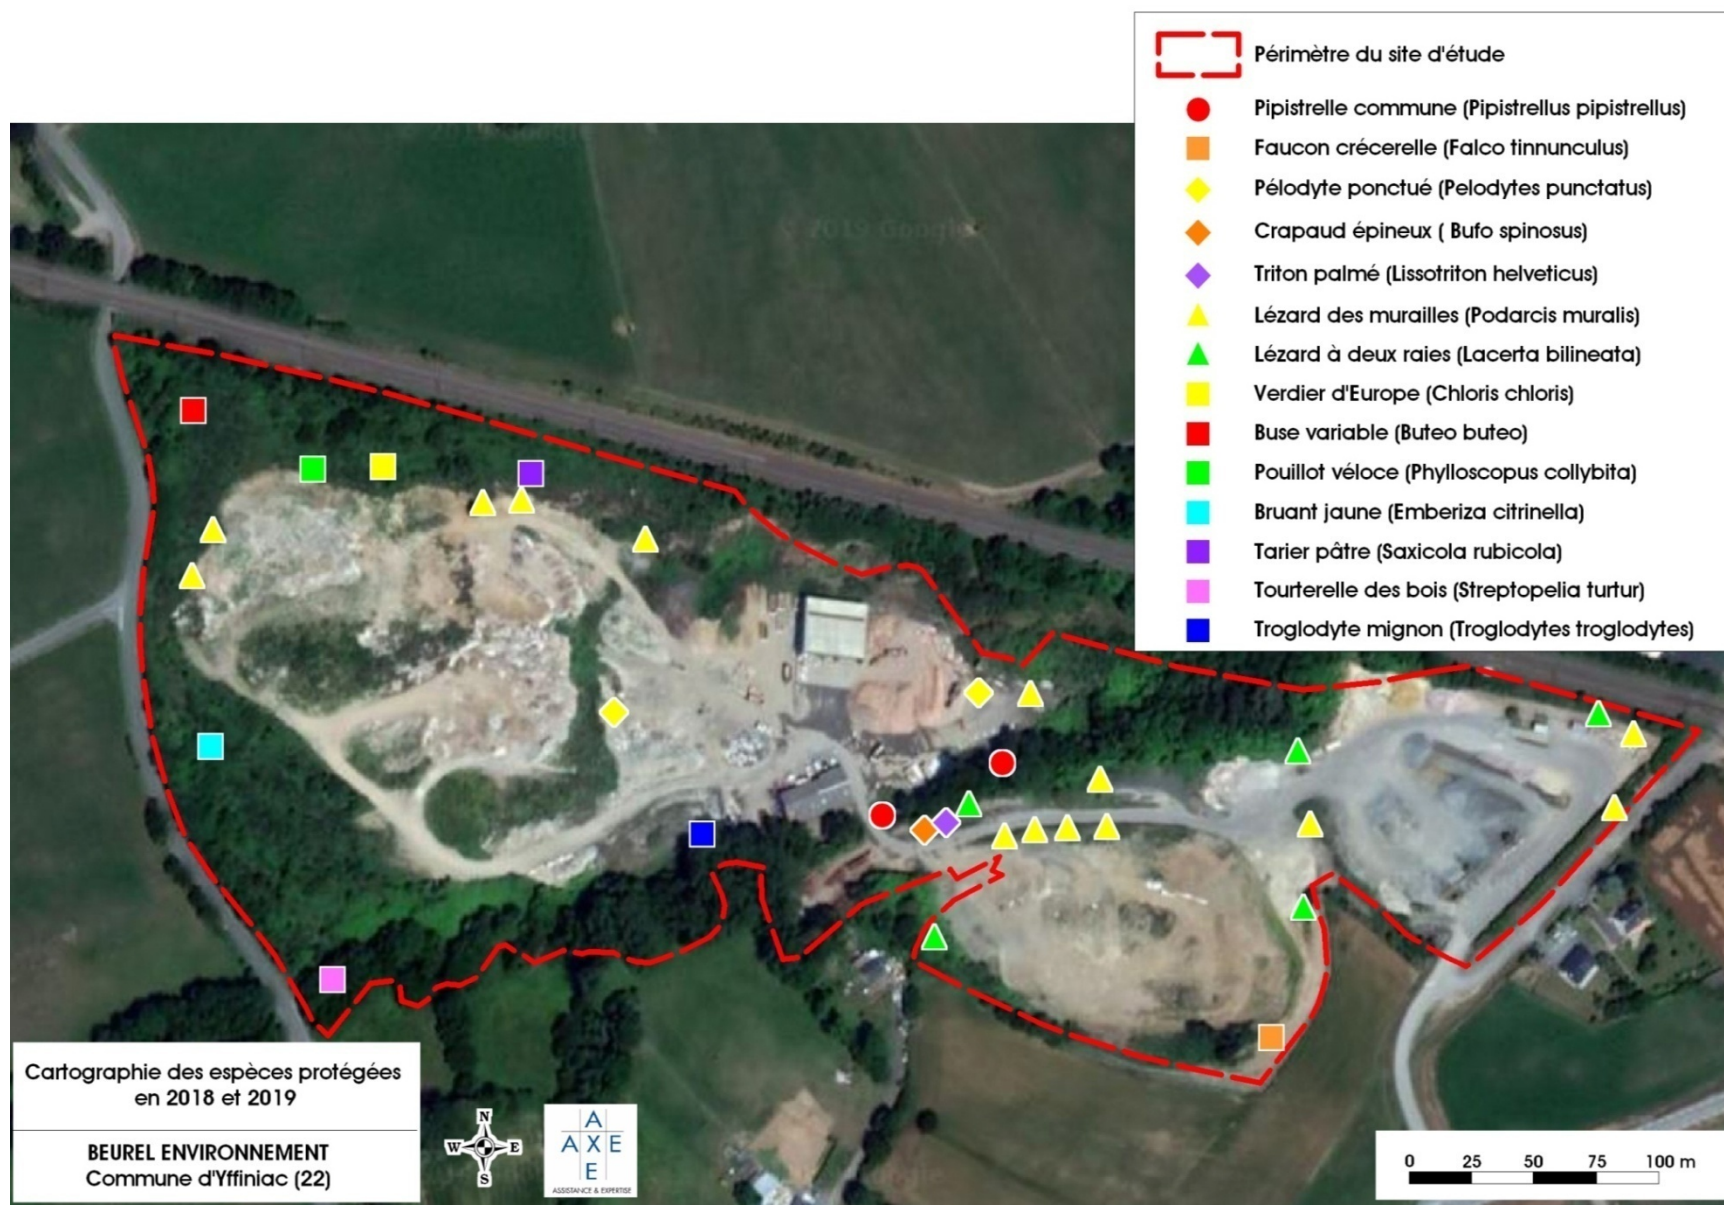 Périmètre du site d'étude
Pipistrelle commune (Pipistrellus pipistrellus)
Faucon crécerelle (Falco tinnunculus)
Pélodyte ponctué (Pelodytes punctatus)
Crapaud épineux ( Bufo spinosus)
Triton palmé (Lissotriton helveticus)
Lézard des murailles (Podarcis muralis)
Lézard à deux raies (Lacerta bilineata)
Verdier d'Europe (Chloris chloris)
Buse variable (Buteo buteo)
Pouillot véloce (Phylloscopus collybita)
Bruant jaune (Emberiza citrinella)
Tarier pâtre (Saxicola rubicola)
Tourterelle des bois (Streptopelia turtur)
Troglodyte mignon (Troglodytes troglodytes)
© 2019 Google
Cartographie des espèces protégées
en 2018 et 2019
BEUREL ENVIRONNEMENT
Commune d'Yffiniac (22)
N
W E
S
A
A X E
E
ASSISTANCE & EXPERTISE
0 25 50 75 100 m